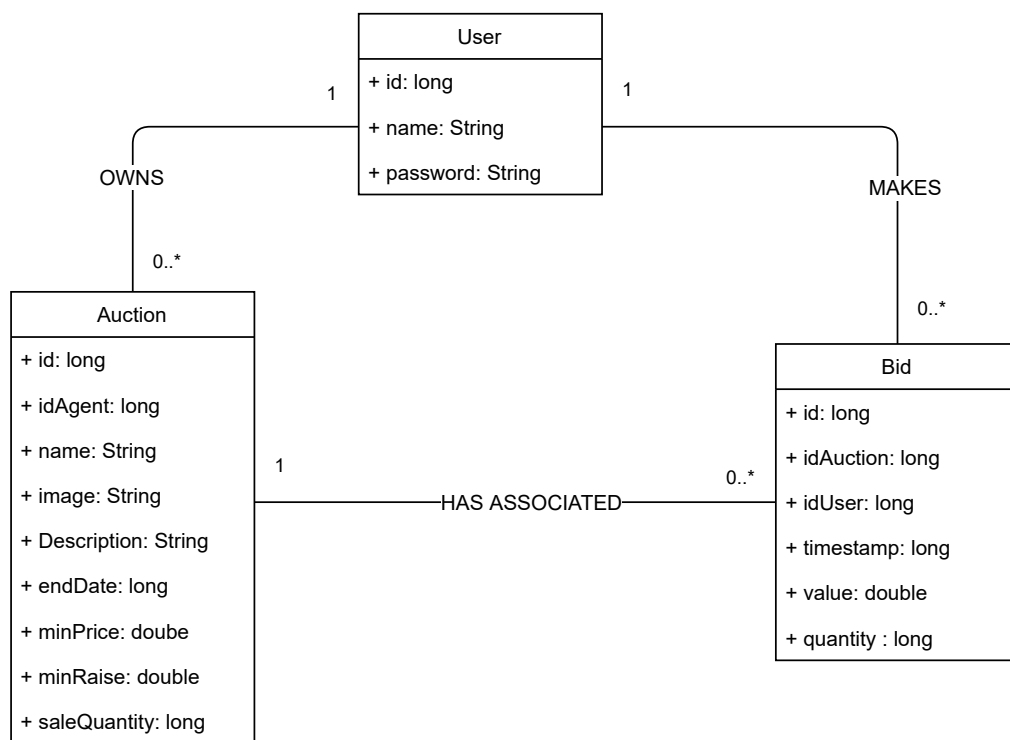 User
+ id: long
+ name: String
+ password: String
1
1
OWNS
MAKES
0..*
0..*
Auction
+ id: long
+ idAgent: long
+ name: String
+ image: String
+ Description: String
+ endDate: long
+ minPrice: doube
+ minRaise: double
+ saleQuantity: long
1
HAS ASSOCIATED
0..*
Bid
+ id: long
+ idAuction: long
+ idUser: long
+ timestamp: long
+ value: double
+ quantity : long